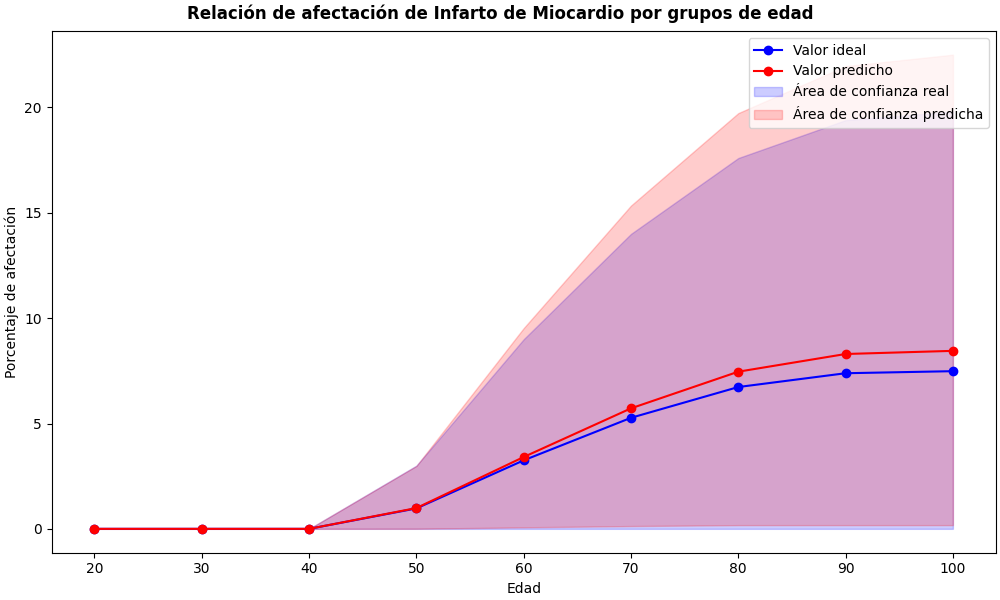 Relación de afectación de Infarto de Miocardio por grupos de edad
Valor ideal
Valor predicho
Área de confianza real
Área de confianza predicha
Porcentaje de afectación
20
15
10
5
0
20 30 40 50 60 70 80 90 100
Edad